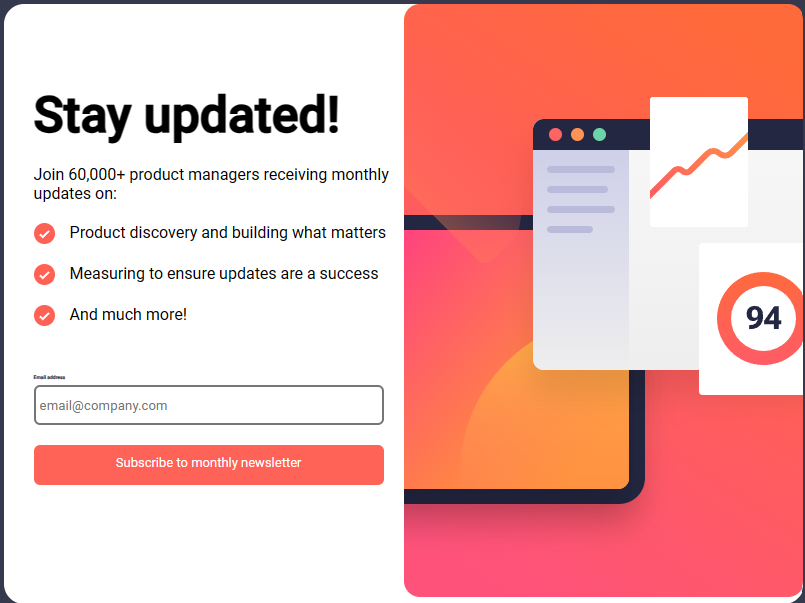 Stay updated!
Join 60,000+ product managers receiving monthly
updates on:
Product discovery and building what matters
Measuring to ensure updates are a success
And much more!
Email address
email@company.com
Subscribe to monthly newsletter
94